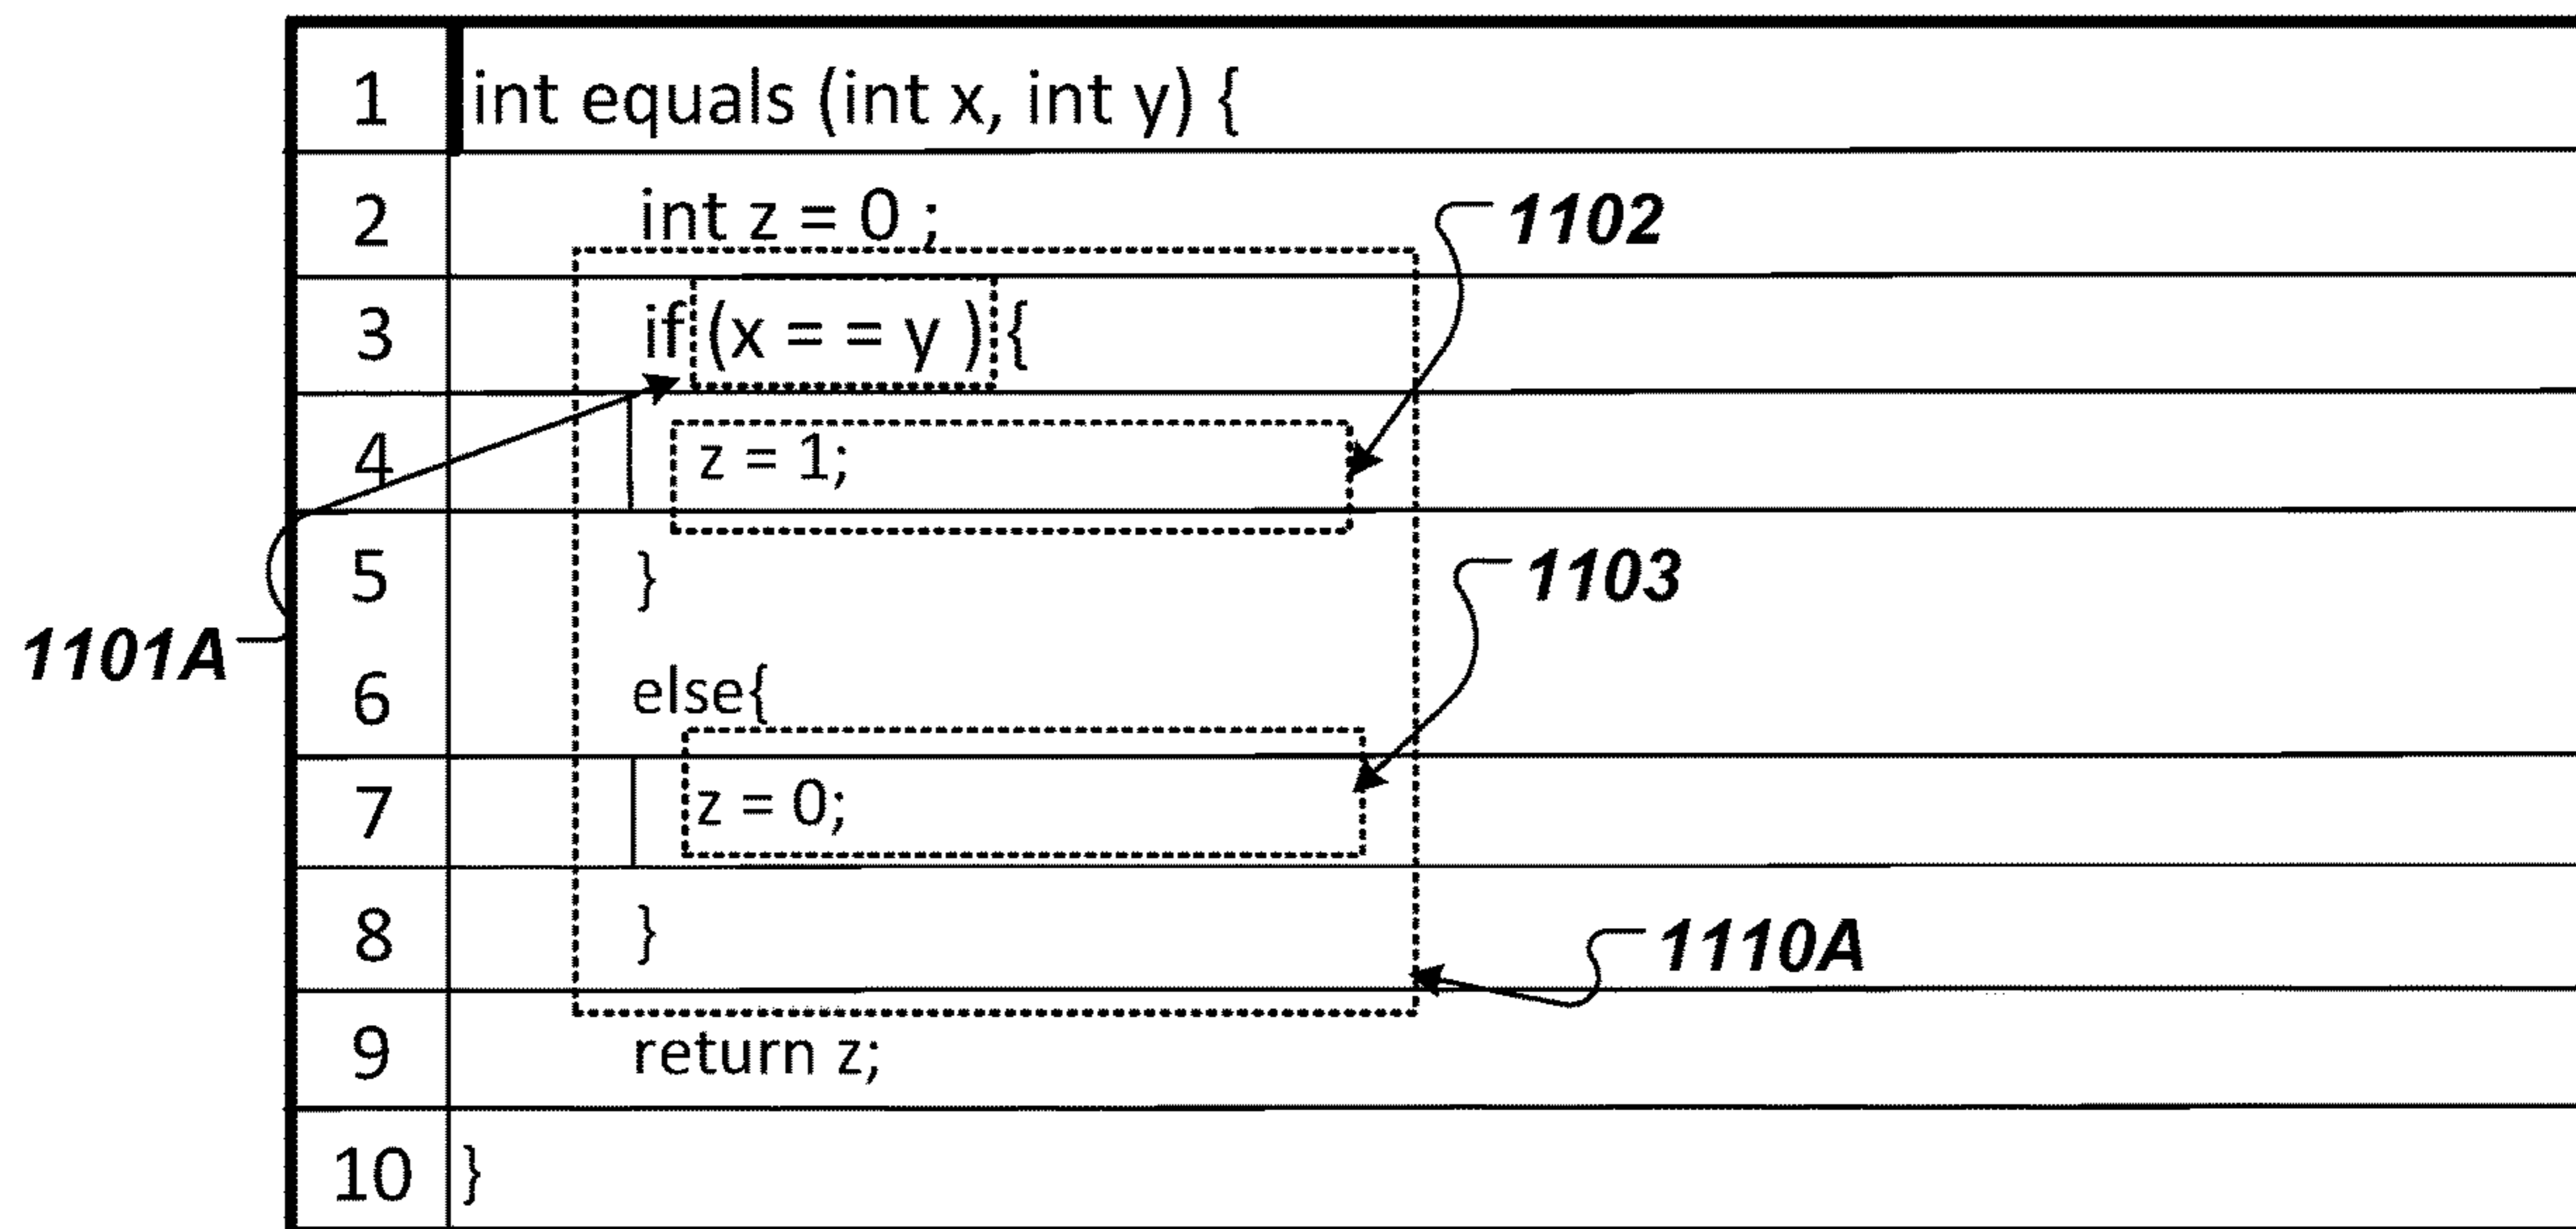 1 int equals (int x, int y) {
2 int z = 0 ;
1102
3 if (x = = y ) {
4 z = 1;
5 }
1103
1101A
6 else{
7 z = 0;
8 }
1110A
9 return z;
10 }